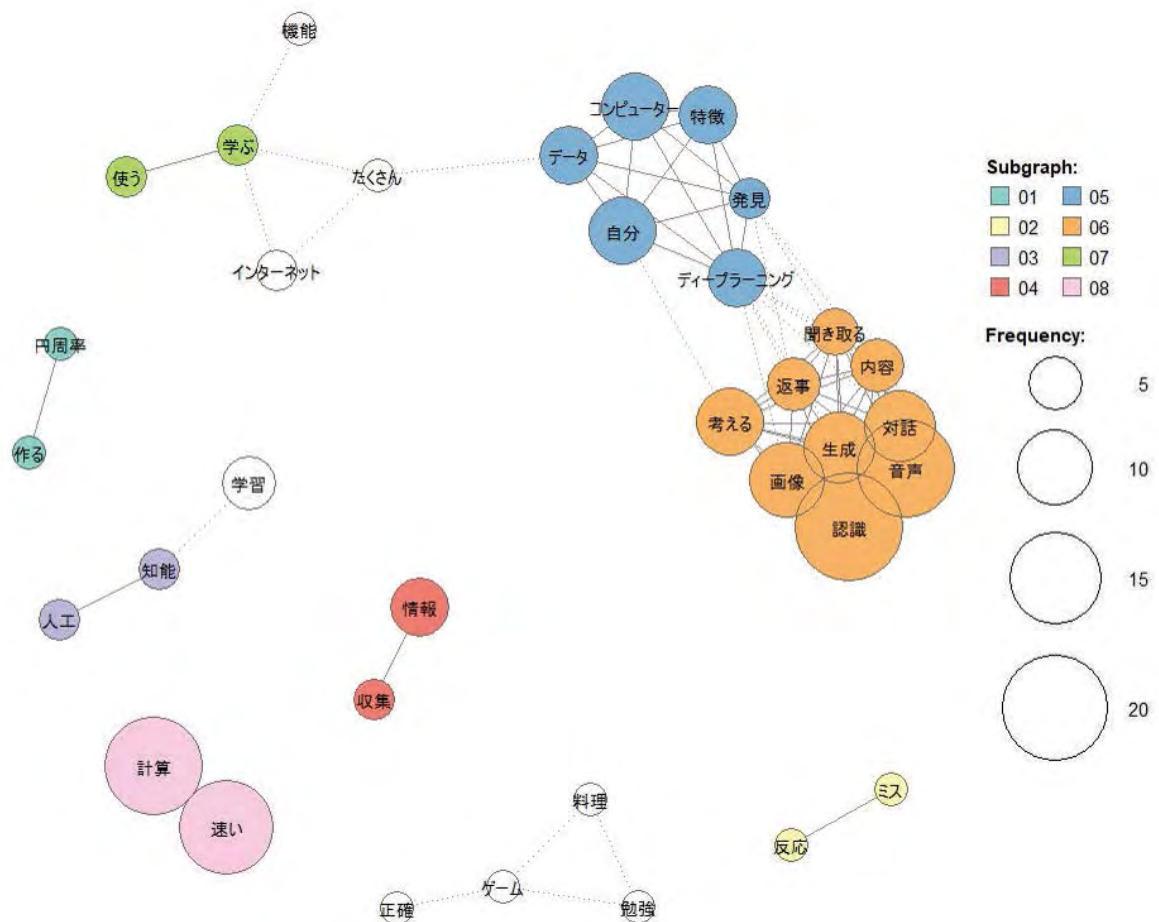 機能
コンピューター
特徴
学ぶ
データ
使う
たくさん
発見
自分
インターネット
ディープラーニング
円周率
聞き取る
内容
返事
考える
対話
作る
生成
音声
学習
画像
認識
知能
人工
情報
収集
計算
速い
料理
ミス
反応
ゲーム
正確
勉強
Subgraph:
01 05
02 06
03 07
04 08
Frequency:
5
10
15
20